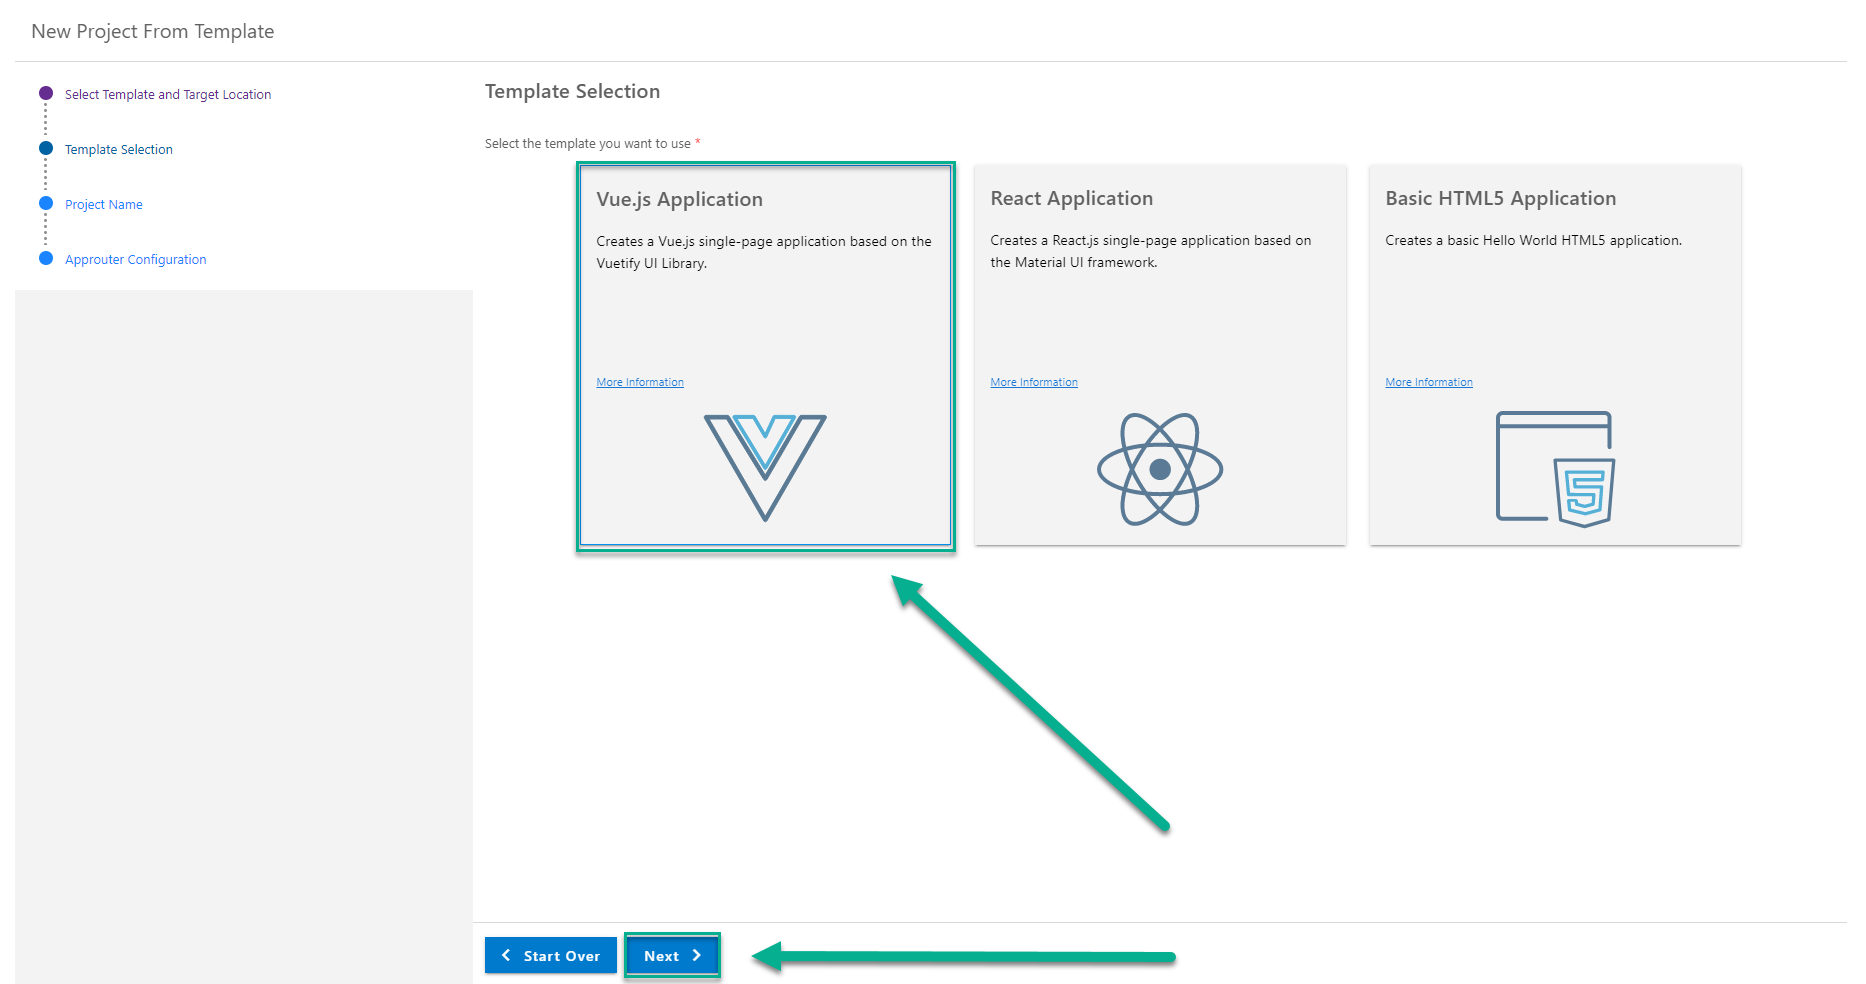 New Project From Template
Select Template and Target Location
Template Selection
Project Name
Approuter Configuration
Template Selection
Select the template you want to use *
Vue.js Application
Creates a Vue.js single-page application based on the
Vuetify UI Library.
More Information
React Application
Creates a React.js single-page application based on
the Material UI framework.
More Information
Basic HTML5 Application
Creates a basic Hello World HTML5 application.
More Information
5
Start Over
Next